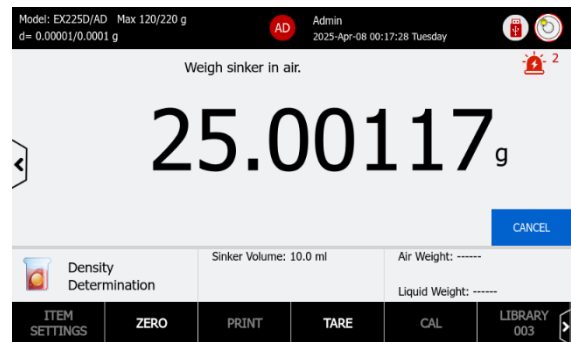 Model: EX225D/AD Max 120/220 g
d= 0.00001/0.0001 g
AD
Admin
2025-Apr-08 00:17:28 Tuesday
Weigh sinker in air.
2
25.00117 g
CANCEL
Density
Determination
Sinker Volume: 10.0 ml
Air Weight: ------
Liquid Weight: ------
ITEM
SETTINGS
ZERO
PRINT
TARE
CAL
LIBRARY
003